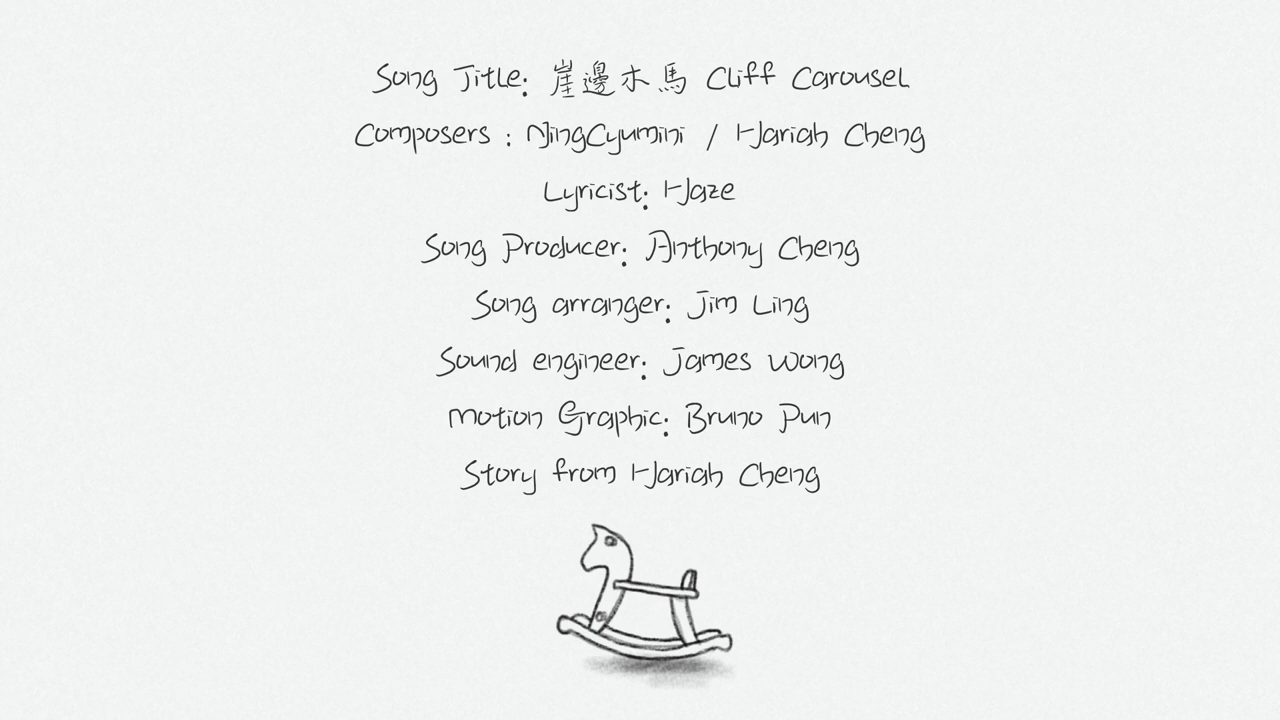 Song Title: 崖邊木馬 Cliff Carousel
Composers : NingCyumini / Hariah Cheng
Lyricist: Haze
Song Producer: Anthony Cheng
Song arranger: Jim Ling
Sound engineer: James Wong
Motion Graphic: Bruno Pun
Story from Hariah Cheng